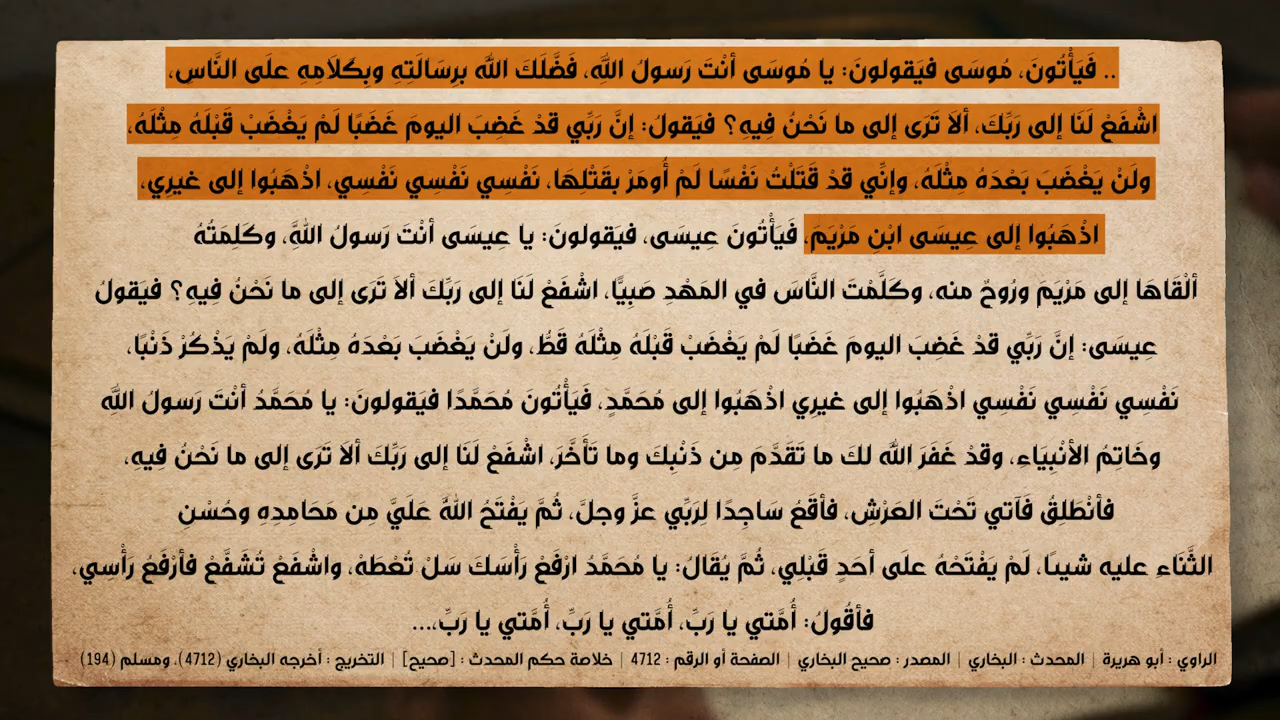 .. فَيَأْتُونَ، مُوسَى فيَقولونَ: يا مُوسَى أنْتَ رَسولُ اللَّهِ، فَضَّلَكَ اللَّه برِسَالَتِهِ وبِكَلَامِهِ علَى النَّاسِ،
اشْفَعْ لَنَا إلى رَبِّكَ، ألَا تَرَى إلى ما نَحْنُ فِيهِ؟ فيَقولُ: إنَّ رَبِّي قدْ غَضِبَ اليومَ غَضَبًا لَمْ يَغْضَبْ قَبْلَهُ مِثْلَهُ،
ولَنْ يَغْضَبَ بَعْدَهُ مِثْلَهُ، وإنِّي قدْ قَتَلْتُ نَفْسًا لَمْ أُومَرْ بقَتْلِهَا، نَفْسِي نَفْسِي نَفْسِي، اذْهَبُوا إلى غيرِي،
اذْهَبُوا إلى عِيسَى ابْنِ مَرْيَمَ، فَيَأْتُونَ عِيسَى، فيَقولونَ: يا عِيسَى أنْتَ رَسولُ اللَّهِ، وكَلِمَتُهُ
ألْقَاهَا إلى مَرْيَمَ ورُوحٌ منه، وكَلَّمْتَ النَّاسَ في المَهْدِ صَبِيًّا، اشْفَعْ لَنَا إلى رَبِّكَ ألَا تَرَى إلى ما نَحْنُ فِيهِ؟ فيَقولُ
عِيسَى: إنَّ رَبِّي قدْ غَضِبَ اليومَ غَضَبًا لَمْ يَغْضَبْ قَبْلَهُ مِثْلَهُ قَطُّ، ولَنْ يَغْضَبَ بَعْدَهُ مِثْلَهُ، ولَمْ يَذْكُرْ ذَنْبًا،
نَفْسِي نَفْسِي نَفْسِي اذْهَبُوا إلى غيرِي اذْهَبُوا إلى مُحَمَّدٍ، فَيَأْتُونَ مُحَمَّدًا فيَقولونَ: يا مُحَمَّدُ أنْتَ رَسولُ اللَّهِ
وخَاتِمُ الأنْبِيَاءِ، وقدْ غَفَرَ اللَّه لكَ ما تَقَدَّمَ مِن ذَنْبِكَ وما تَأَخَّرَ، اشْفَعْ لَنَا إلى رَبِّكَ ألَا تَرَى إلى ما نَحْنُ فِيهِ،
فأنْطَلِقُ فَآتي تَحْتَ العَرْشِ، فأقَعُ سَاجِدًا لِرَبِّي عزَّ وجلَّ، ثُمَّ يَفْتَحُ اللَّهُ عَلَيَّ مِن مَحَامِدِهِ وحُسْنِ
الثَّنَاءِ عليه شيئًا، لَمْ يَفْتَحْهُ علَى أحَدٍ قَبْلِي، ثُمَّ يُقَالُ: يا مُحَمَّدُ ارْفَعْ رَأْسَكَ سَلْ تُعْطَهْ، واشْفَعْ تُشَفَّعْ فأرْفَعُ رَأْسِي،
فأقُولُ: أُمَّتي يا رَبِّ، أُمَّتي يا رَبِّ، أُمَّتي يا رَبِّ،...
الراوي : أبو هريرة | المحدث : البخاري | المصدر : صحيح البخاري | الصفحة أو الرقم : 4712 | خلاصة حكم المحدث : [صحيح] | التخريج : أخرجه البخاري (4712)، ومسلم (194)